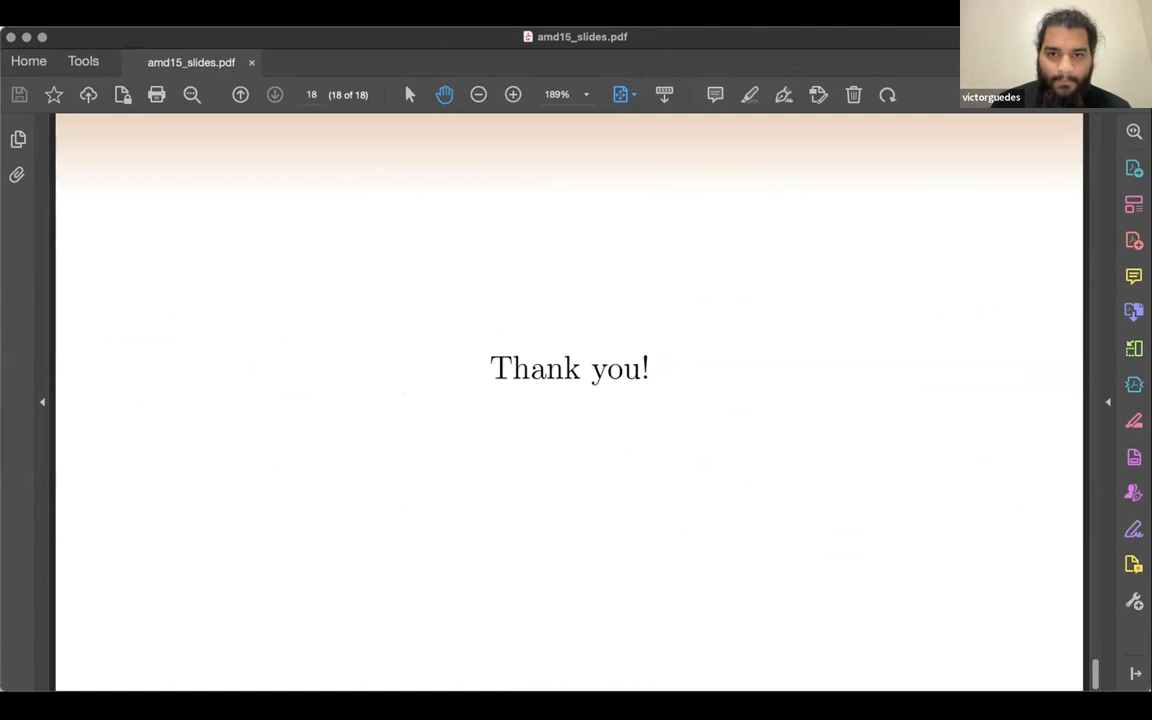 amd15_slides.pdf
Home
Tools
amd15_slides.pdf ×
18 (18 of 18)
189%
victorguedes
Thank you!